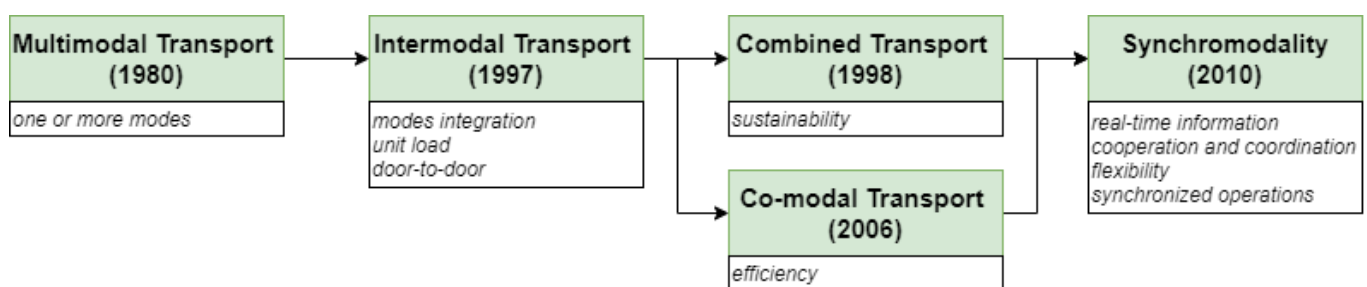 Multimodal Transport
(1980)
one or more modes
Intermodal Transport
(1997)
modes integration
unit load
door-to-door
Combined Transport
(1998)
sustainability
Co-modal Transport
(2006)
efficiency
Synchromodality
(2010)
real-time information
cooperation and coordination
flexibility
synchronized operations